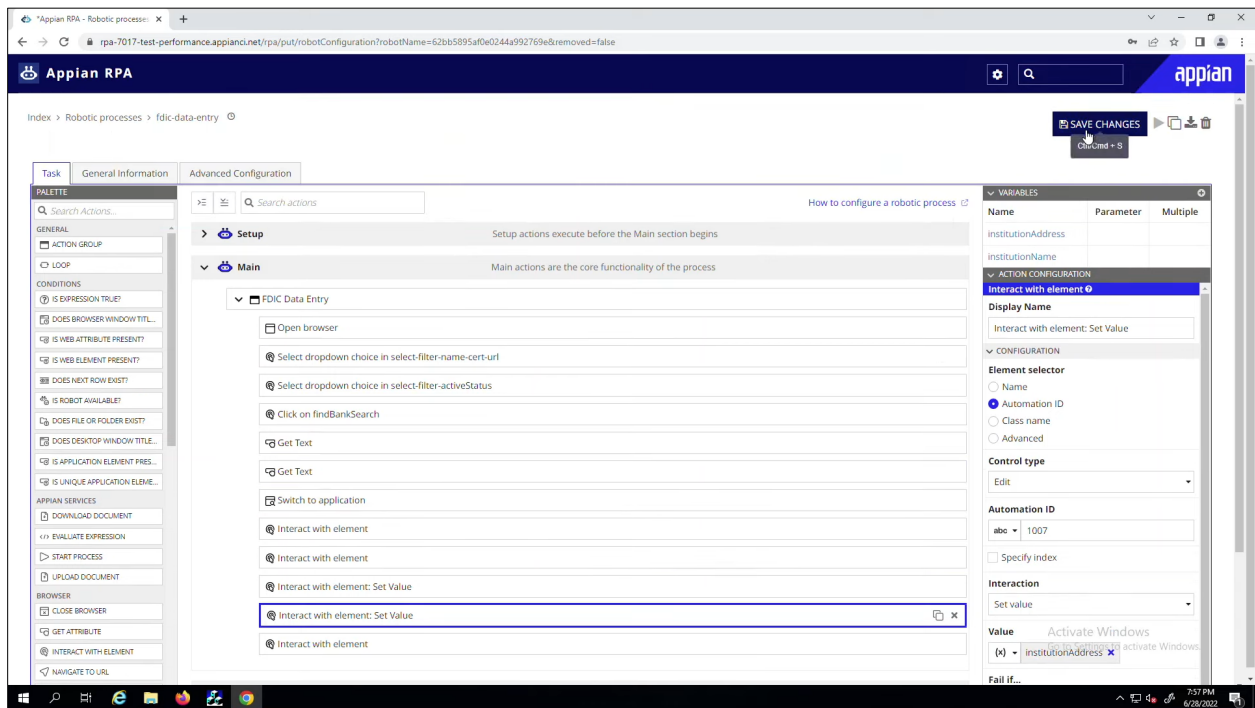 *Appian RPA - Robotic processes
rpa-7017-test-performance.appianci.net/rpa/put/robotConfiguration?robotName=62bb5895af0e0244a992769e&removed=false
Appian RPA
appian
Index > Robotic processes > fdic-data-entry
SAVE CHANGES
Ctrl/Cmd + S
Task General Information Advanced Configuration
PALETTE
Search Actions...
GENERAL
ACTION GROUP
LOOP
CONDITIONS
IS EXPRESSION TRUE?
DOES BROWSER WINDOW TITL...
IS WEB ATTRIBUTE PRESENT?
IS WEB ELEMENT PRESENT?
DOES NEXT ROW EXIST?
IS ROBOT AVAILABLE?
DOES FILE OR FOLDER EXIST?
DOES DESKTOP WINDOW TITLE...
IS APPLICATION ELEMENT PRES...
IS UNIQUE APPLICATION ELEME...
APPIAN SERVICES
DOWNLOAD DOCUMENT
EVALUATE EXPRESSION
START PROCESS
UPLOAD DOCUMENT
BROWSER
CLOSE BROWSER
GET ATTRIBUTE
INTERACT WITH ELEMENT
NAVIGATE TO URL
Search actions
How to configure a robotic process
Setup Setup actions execute before the Main section begins
Main Main actions are the core functionality of the process
FDIC Data Entry
Open browser
Select dropdown choice in select-filter-name-cert-url
Select dropdown choice in select-filter-activeStatus
Click on findBankSearch
Get Text
Get Text
Switch to application
Interact with element
Interact with element
Interact with element: Set Value
Interact with element: Set Value
Interact with element
VARIABLES
Name Parameter Multiple
institutionAddress
institutionName
ACTION CONFIGURATION
Interact with element
Display Name
Interact with element: Set Value
CONFIGURATION
Element selector
Name
Automation ID
Class name
Advanced
Control type
Edit
Automation ID
abc 1007
Specify index
Interaction
Set value
Value
Activate Windows
Go to Settings to activate Windows.
(x) institutionAddress
Fail if...
7:57 PM
6/28/2022